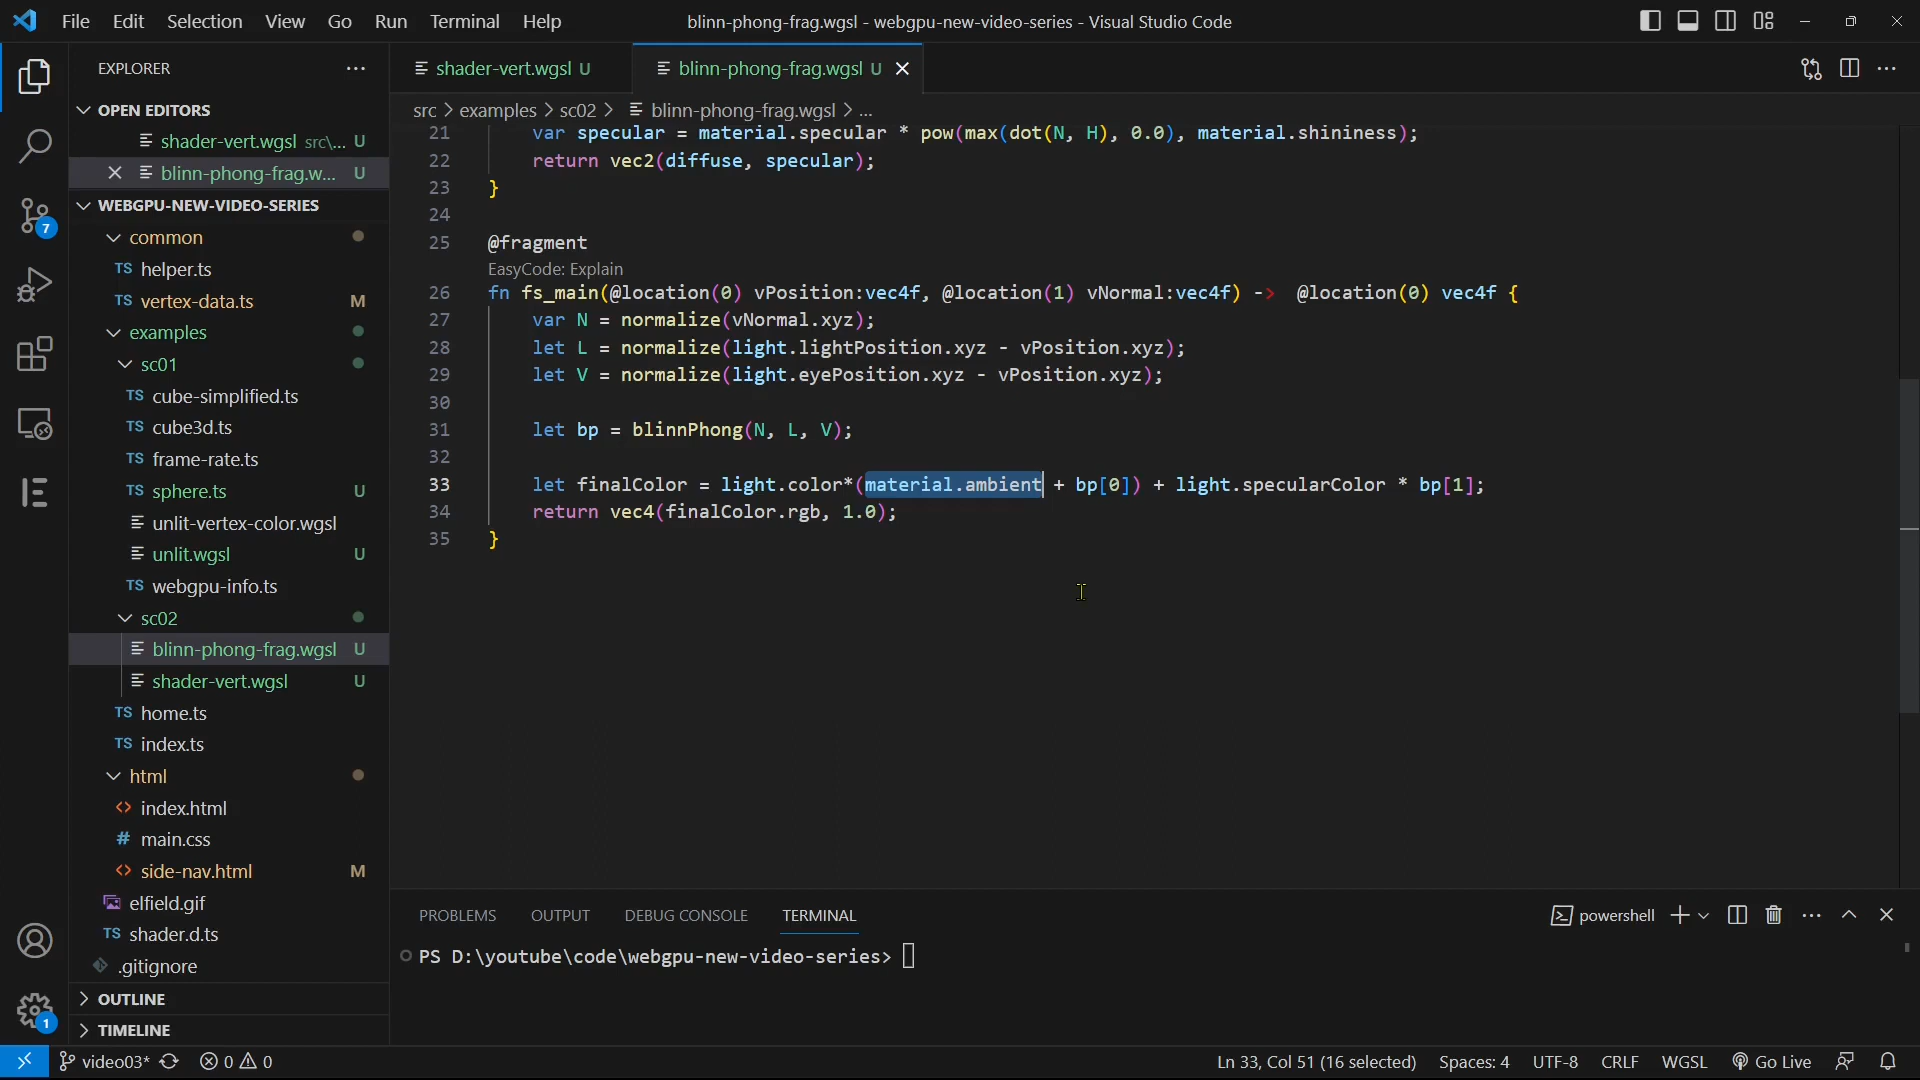 File Edit Selection View Go Run Terminal Help
blinn-phong-frag.wgsl - webgpu-new-video-series - Visual Studio Code
EXPLORER
OPEN EDITORS
shader-vert.wgsl src\... U
blinn-phong-frag.w... U
WEBGPU-NEW-VIDEO-SERIES
common
TS helper.ts
TS vertex-data.ts M
examples
sc01
TS cube-simplified.ts
TS cube3d.ts
TS frame-rate.ts
TS sphere.ts U
unlit-vertex-color.wgsl
unlit.wgsl U
TS webgpu-info.ts
sc02
blinn-phong-frag.wgsl U
shader-vert.wgsl U
TS home.ts
TS index.ts
html
<> index.html
# main.css
<> side-nav.html M
elfield.gif
TS shader.d.ts
.gitignore
OUTLINE
TIMELINE
7
1
shader-vert.wgsl U
blinn-phong-frag.wgsl U
src > examples > sc02 > blinn-phong-frag.wgsl > ...
21 var specular = material.specular * pow(max(dot(N, H), 0.0), material.shininess);
22 return vec2(diffuse, specular);
23 }
24
25 @fragment
EasyCode: Explain
26 fn fs_main(@location(0) vPosition:vec4f, @location(1) vNormal:vec4f) -> @location(0) vec4f {
27 var N = normalize(vNormal.xyz);
28 let L = normalize(light.lightPosition.xyz - vPosition.xyz);
29 let V = normalize(light.eyePosition.xyz - vPosition.xyz);
30
31 let bp = blinnPhong(N, L, V);
32
33 let finalColor = light.color*(material.ambient + bp[0]) + light.specularColor * bp[1];
34 return vec4(finalColor.rgb, 1.0);
35 }
PROBLEMS OUTPUT DEBUG CONSOLE TERMINAL
powershell
PS D:\youtube\code\webgpu-new-video-series>
video03* 0 0
Ln 33, Col 51 (16 selected) Spaces: 4 UTF-8 CRLF WGSL Go Live